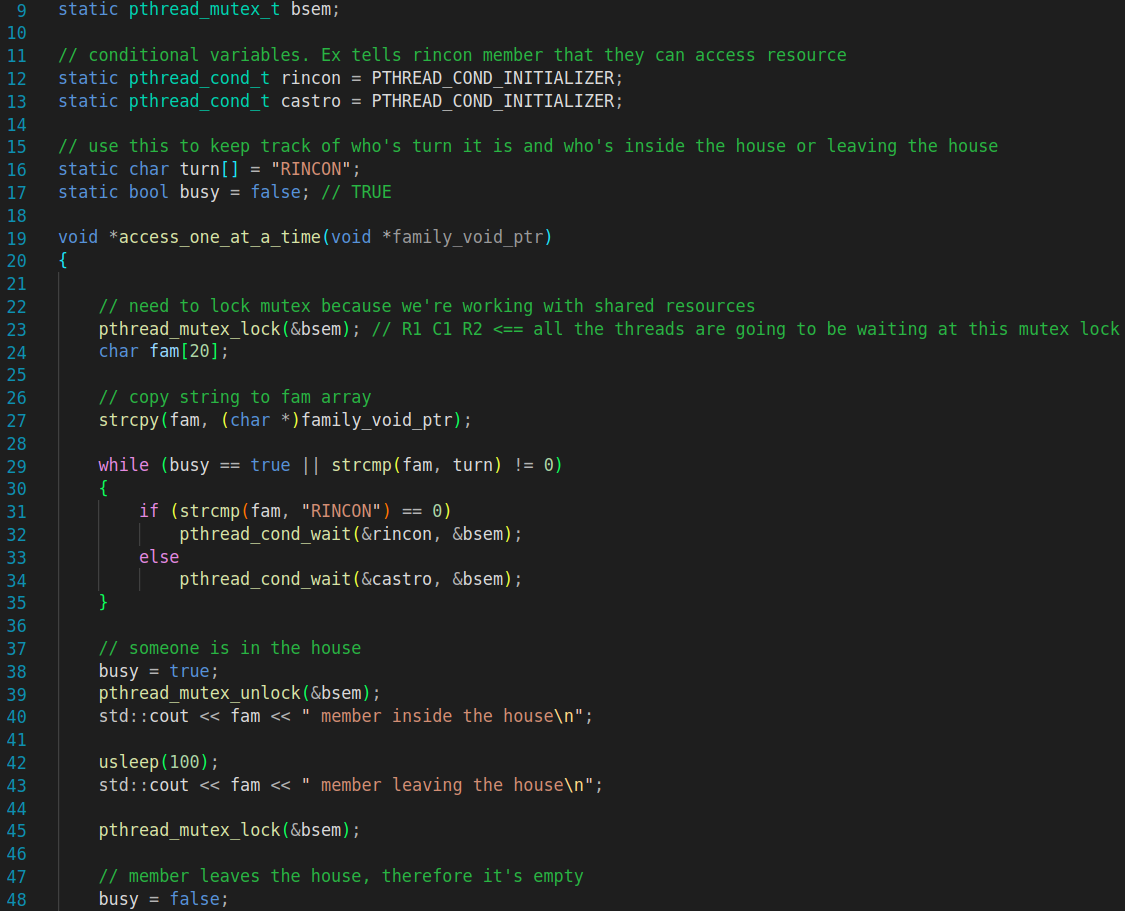 9 static pthread_mutex_t bsem;
10
11 // conditional variables. Ex tells rincon member that they can access resource
12 static pthread_cond_t rincon = PTHREAD_COND_INITIALIZER;
13 static pthread_cond_t castro = PTHREAD_COND_INITIALIZER;
14
15 // use this to keep track of who's turn it is and who's inside the house or leaving the house
16 static char turn[] = "RINCON";
17 static bool busy = false; // TRUE
18
19 void *access_one_at_a_time(void *family_void_ptr)
20 {
21
22     // need to lock mutex because we're working with shared resources
23     pthread_mutex_lock(&bsem); // R1 C1 R2 <== all the threads are going to be waiting at this mutex lock
24     char fam[20];
25
26     // copy string to fam array
27     strcpy(fam, (char *)family_void_ptr);
28
29     while (busy == true || strcmp(fam, turn) != 0)
30     {
31         if (strcmp(fam, "RINCON") == 0)
32             pthread_cond_wait(&rincon, &bsem);
33         else
34             pthread_cond_wait(&castro, &bsem);
35     }
36
37     // someone is in the house
38     busy = true;
39     pthread_mutex_unlock(&bsem);
40     std::cout << fam << " member inside the house\n";
41
42     usleep(100);
43     std::cout << fam << " member leaving the house\n";
44
45     pthread_mutex_lock(&bsem);
46
47     // member leaves the house, therefore it's empty
48     busy = false;